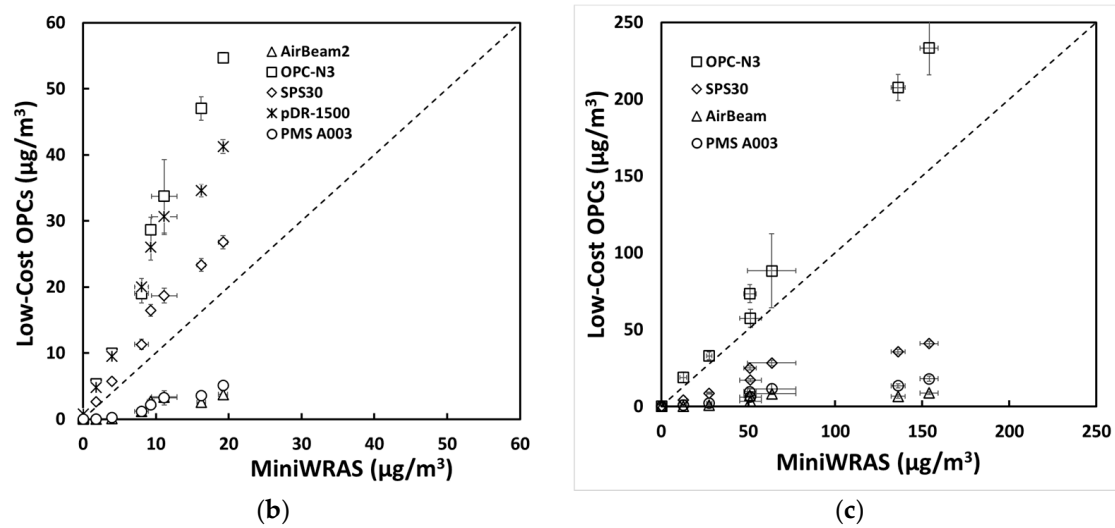 60
50
40
30
20
10
0
Low-Cost OPCs (µg/m³)
AirBeam2
OPC-N3
SPS30
pDR-1500
PMS A003
0 10 20 30 40 50 60
MiniWRAS (µg/m³)
(b)
250
200
150
100
50
0
Low-Cost OPCs (µg/m³)
OPC-N3
SPS30
AirBeam
PMS A003
0 50 100 150 200 250
MiniWRAS (µg/m³)
(c)